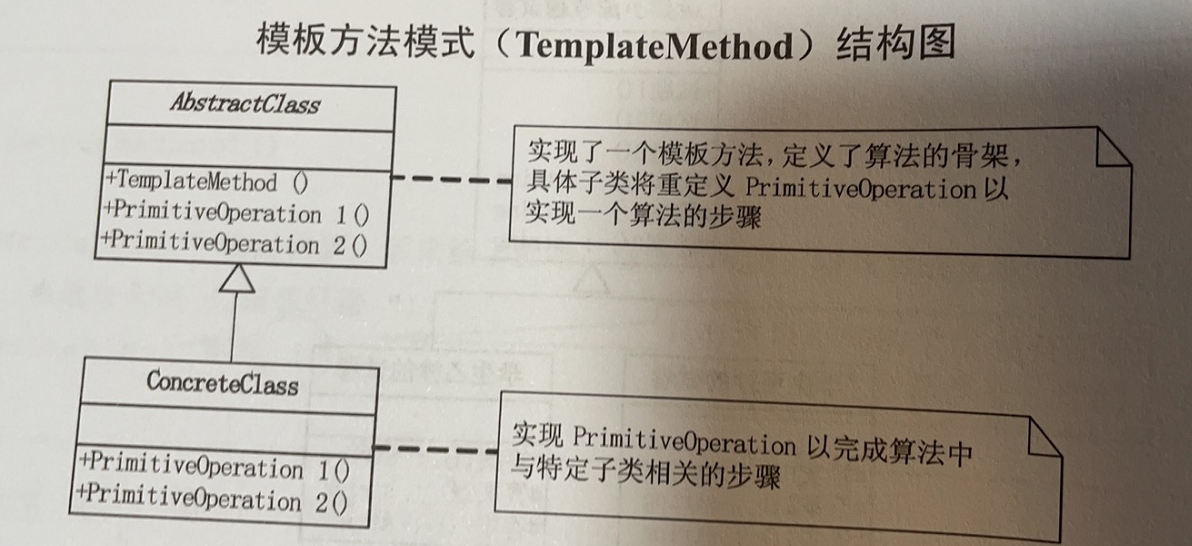 模板方法模式（TemplateMethod）结构图
AbstractClass
+TemplateMethod ()
+PrimitiveOperation 1()
+PrimitiveOperation 2()
实现了一个模板方法，定义了算法的骨架，
具体子类将重定义 PrimitiveOperation 以
实现一个算法的步骤
ConcreteClass
+PrimitiveOperation 1()
+PrimitiveOperation 2()
实现 PrimitiveOperation 以完成算法中
与特定子类相关的步骤